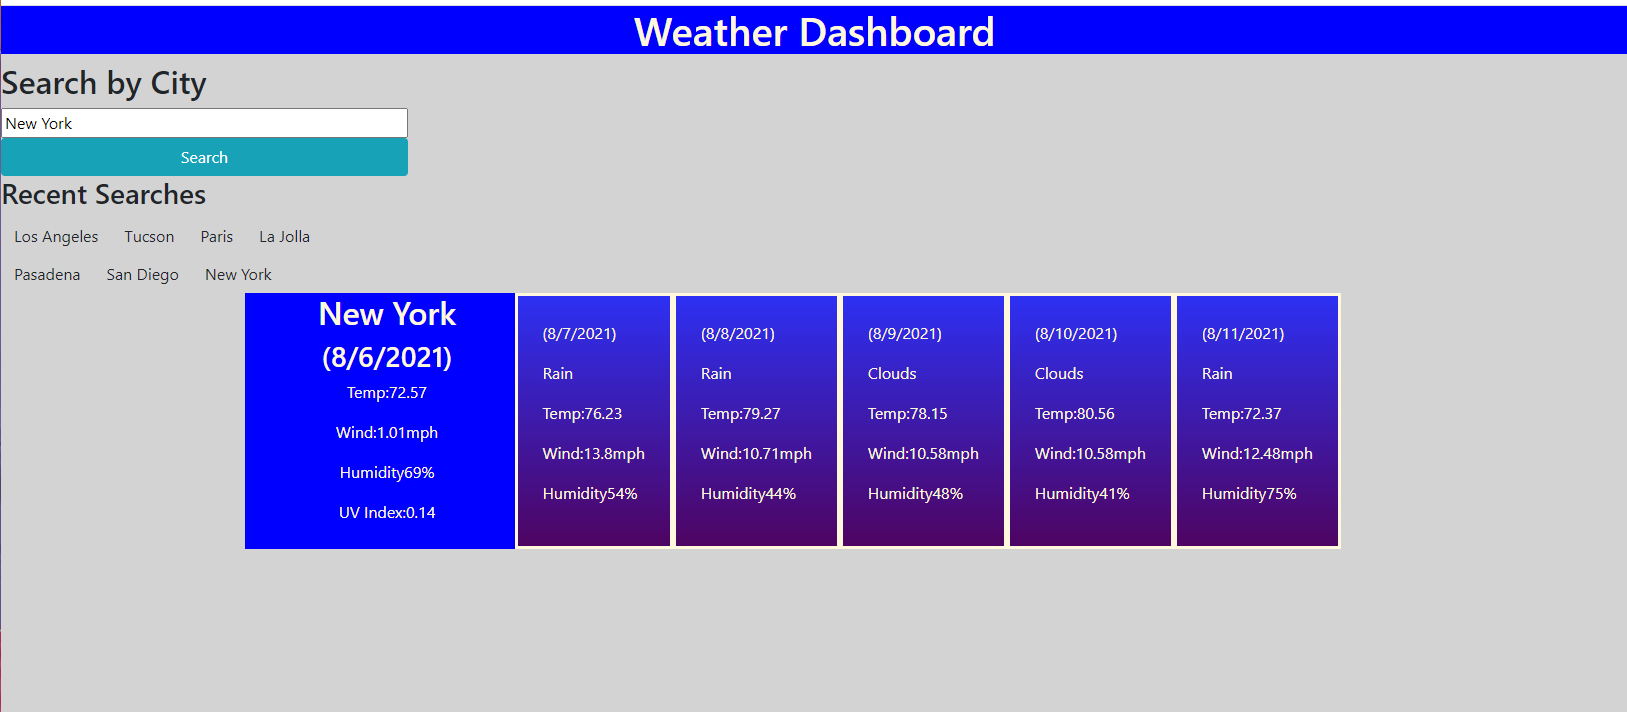 Weather Dashboard
Search by City
New York
Search
Recent Searches
Los Angeles Tucson Paris La Jolla
Pasadena San Diego New York
New York
(8/6/2021)
Temp:72.57
Wind:1.01mph
Humidity69%
UV Index:0.14
(8/7/2021)
Rain
Temp:76.23
Wind:13.8mph
Humidity54%
(8/8/2021)
Rain
Temp:79.27
Wind:10.71mph
Humidity44%
(8/9/2021)
Clouds
Temp:78.15
Wind:10.58mph
Humidity48%
(8/10/2021)
Clouds
Temp:80.56
Wind:10.58mph
Humidity41%
(8/11/2021)
Rain
Temp:72.37
Wind:12.48mph
Humidity75%